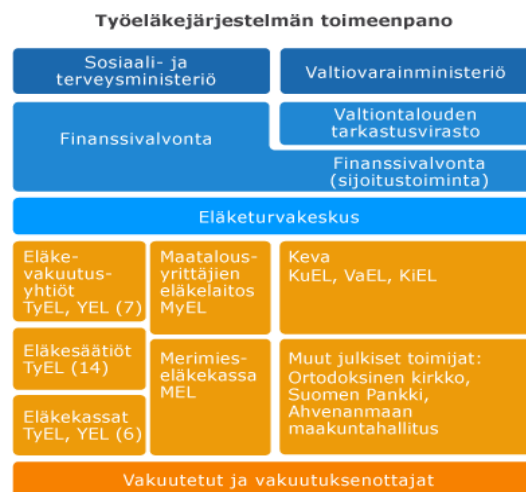 Työeläkejärjestelmän toimeenpano
Sosiaali- ja
terveysministeriö
Valtiovarainministeriö
Finanssivalvonta
Valtiontalouden
tarkastusvirasto
Finanssivalvonta
(sijoitustoiminta)
Eläketurvakeskus
Eläke-
vakuutus-
yhtiöt
TyEL, YEL (7)
Maatalous-
yrittäjien
eläkelaitos
MyEL
Keva
KuEL, VaEL, KiEL
Eläkesäätiöt
TyEL (14)
Merimies-
eläkekassa
MEL
Muut julkiset toimijat:
Ortodoksinen kirkko,
Suomen Pankki,
Ahvenanmaan
maakuntahallitus
Eläkekassat
TyEL, YEL (6)
Vakuutetut ja vakuutuksenottajat